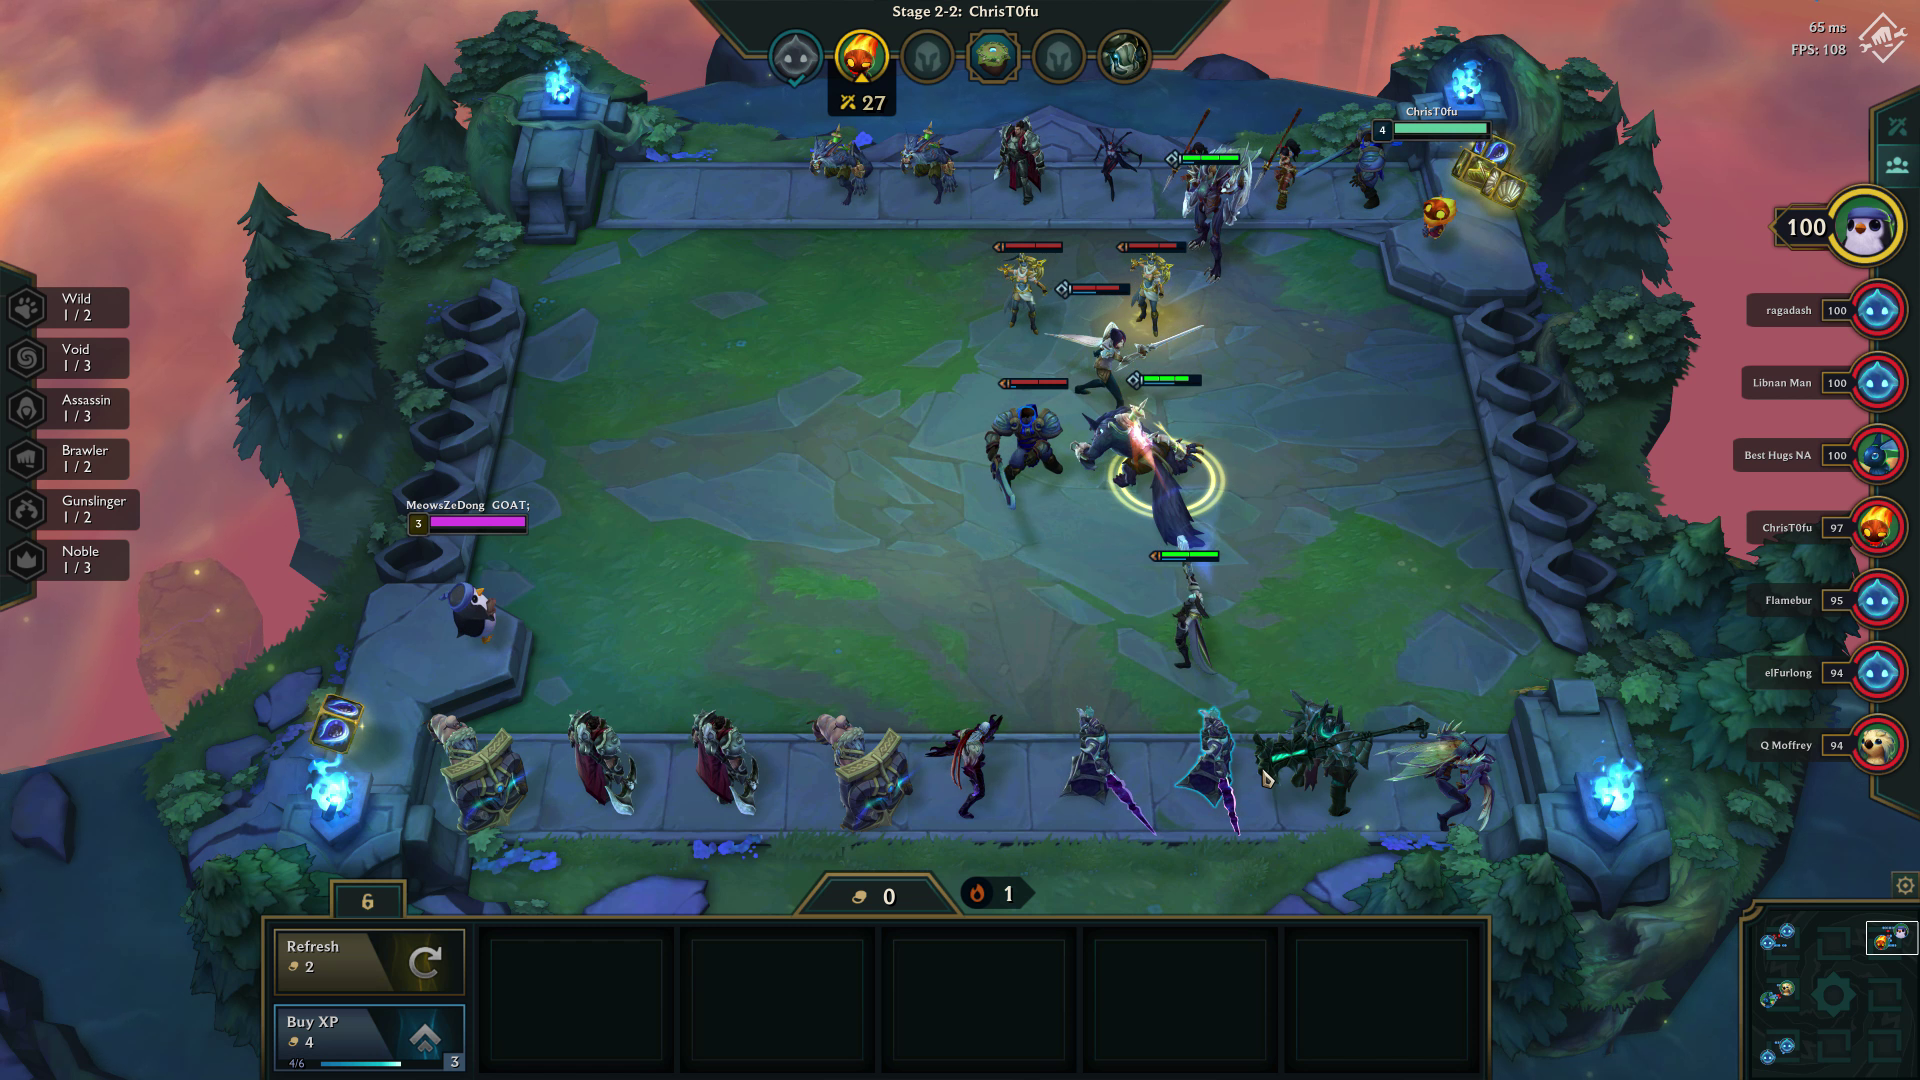 Stage 2-2: ChrisT0fu
65 ms
FPS: 108
27
ChrisT0fu
4
100
ragadash 100
Libnan Man 100
Best Hugs NA 100
ChrisT0fu 97
Flamebur 95
elFurlong 94
Q Moffrey 94
Wild
1 / 2
Void
1 / 3
Assassin
1 / 3
Brawler
1 / 2
Gunslinger
1 / 2
Noble
1 / 3
MeowsZeDong GOAT;
3
6
0
1
Refresh
2
Buy XP
4
4/6
3